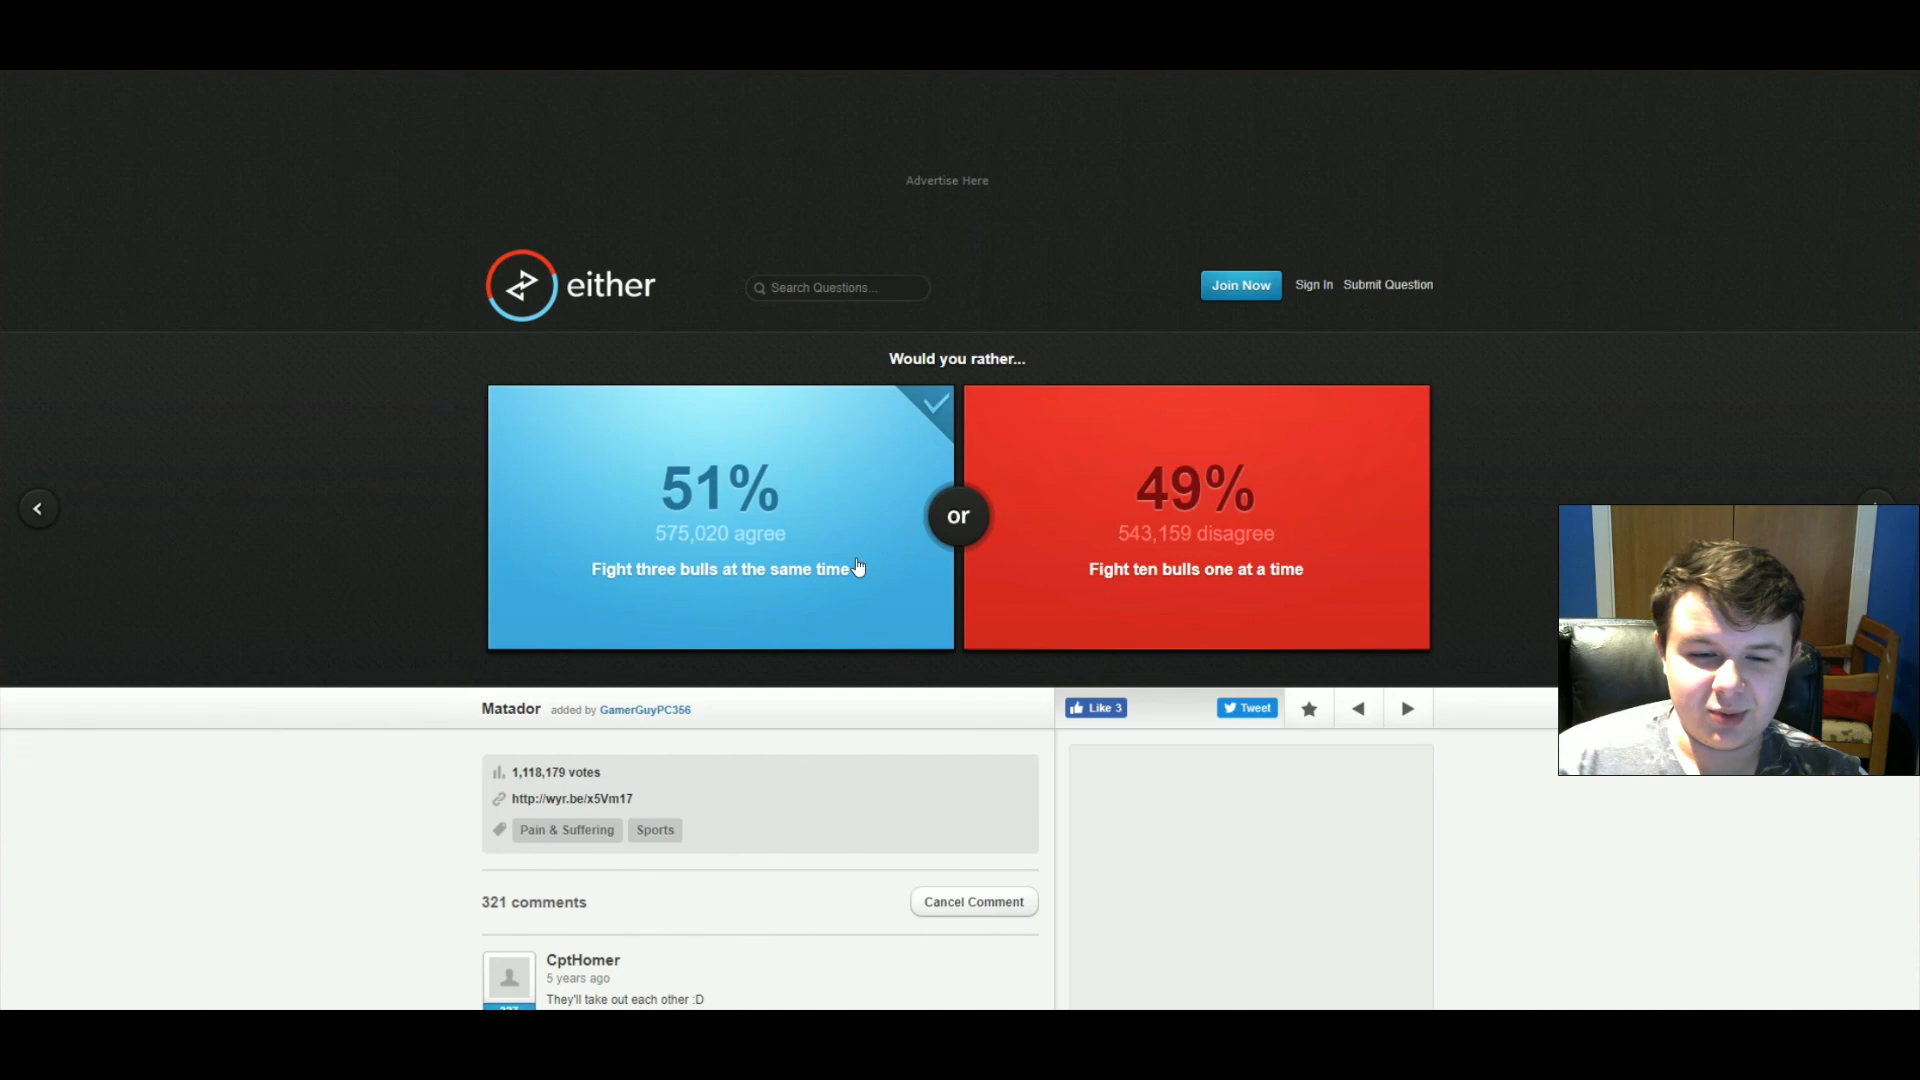 Advertise Here
either
Search Questions...
Join Now
Sign In
Submit Question
Would you rather...
51%
575,020 agree
Fight three bulls at the same time
or
49%
543,159 disagree
Fight ten bulls one at a time
Matador added by GamerGuyPC356
Like 3
Tweet
1,118,179 votes
http://wyr.be/x5Vm17
Pain & Suffering
Sports
321 comments
Cancel Comment
CptHomer
5 years ago
They'll take out each other :D